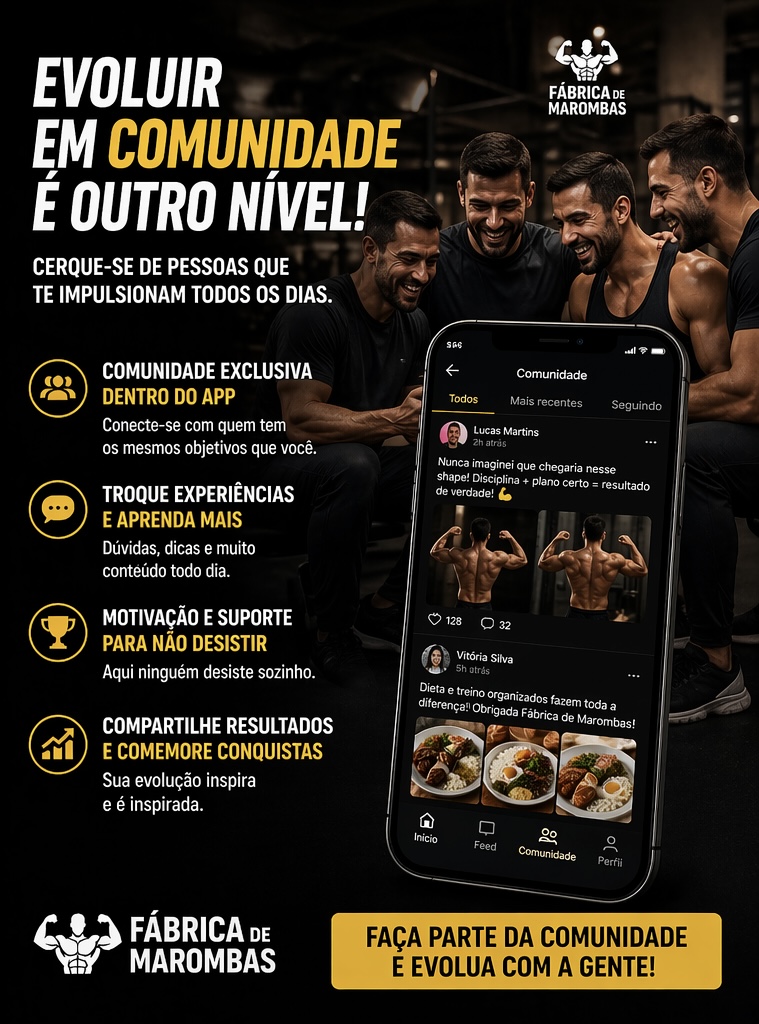 EVOLUIR
EM COMUNIDADE
É OUTRO NÍVEL!
CERQUE-SE DE PESSOAS QUE
TE IMPULSIONAM TODOS OS DIAS.
FÁBRICA DE
MAROMBAS
COMUNIDADE EXCLUSIVA
DENTRO DO APP
Conecte-se com quem tem
os mesmos objetivos que você.
TROQUE EXPERIÊNCIAS
E APRENDA MAIS
Dúvidas, dicas e muito
conteúdo todo dia.
MOTIVAÇÃO E SUPORTE
PARA NÃO DESISTIR
Aqui ninguém desiste sozinho.
COMPARTILHE RESULTADOS
E COMEMORE CONQUISTAS
Sua evolução inspira
e é inspirada.
Comunidade
Todos Mais recentes Seguindo
Lucas Martins
2h atrás
Nunca imaginei que chegaria nesse
shape! Disciplina + plano certo = resultado
de verdade! 💪
128 32
Vitória Silva
5h atrás
Dieta e treino organizados fazem toda a
diferença!! Obrigada Fábrica de Marombas!
Início Feed Comunidade Perfil
FÁBRICA DE
MAROMBAS
FAÇA PARTE DA COMUNIDADE
E EVOLUA COM A GENTE!